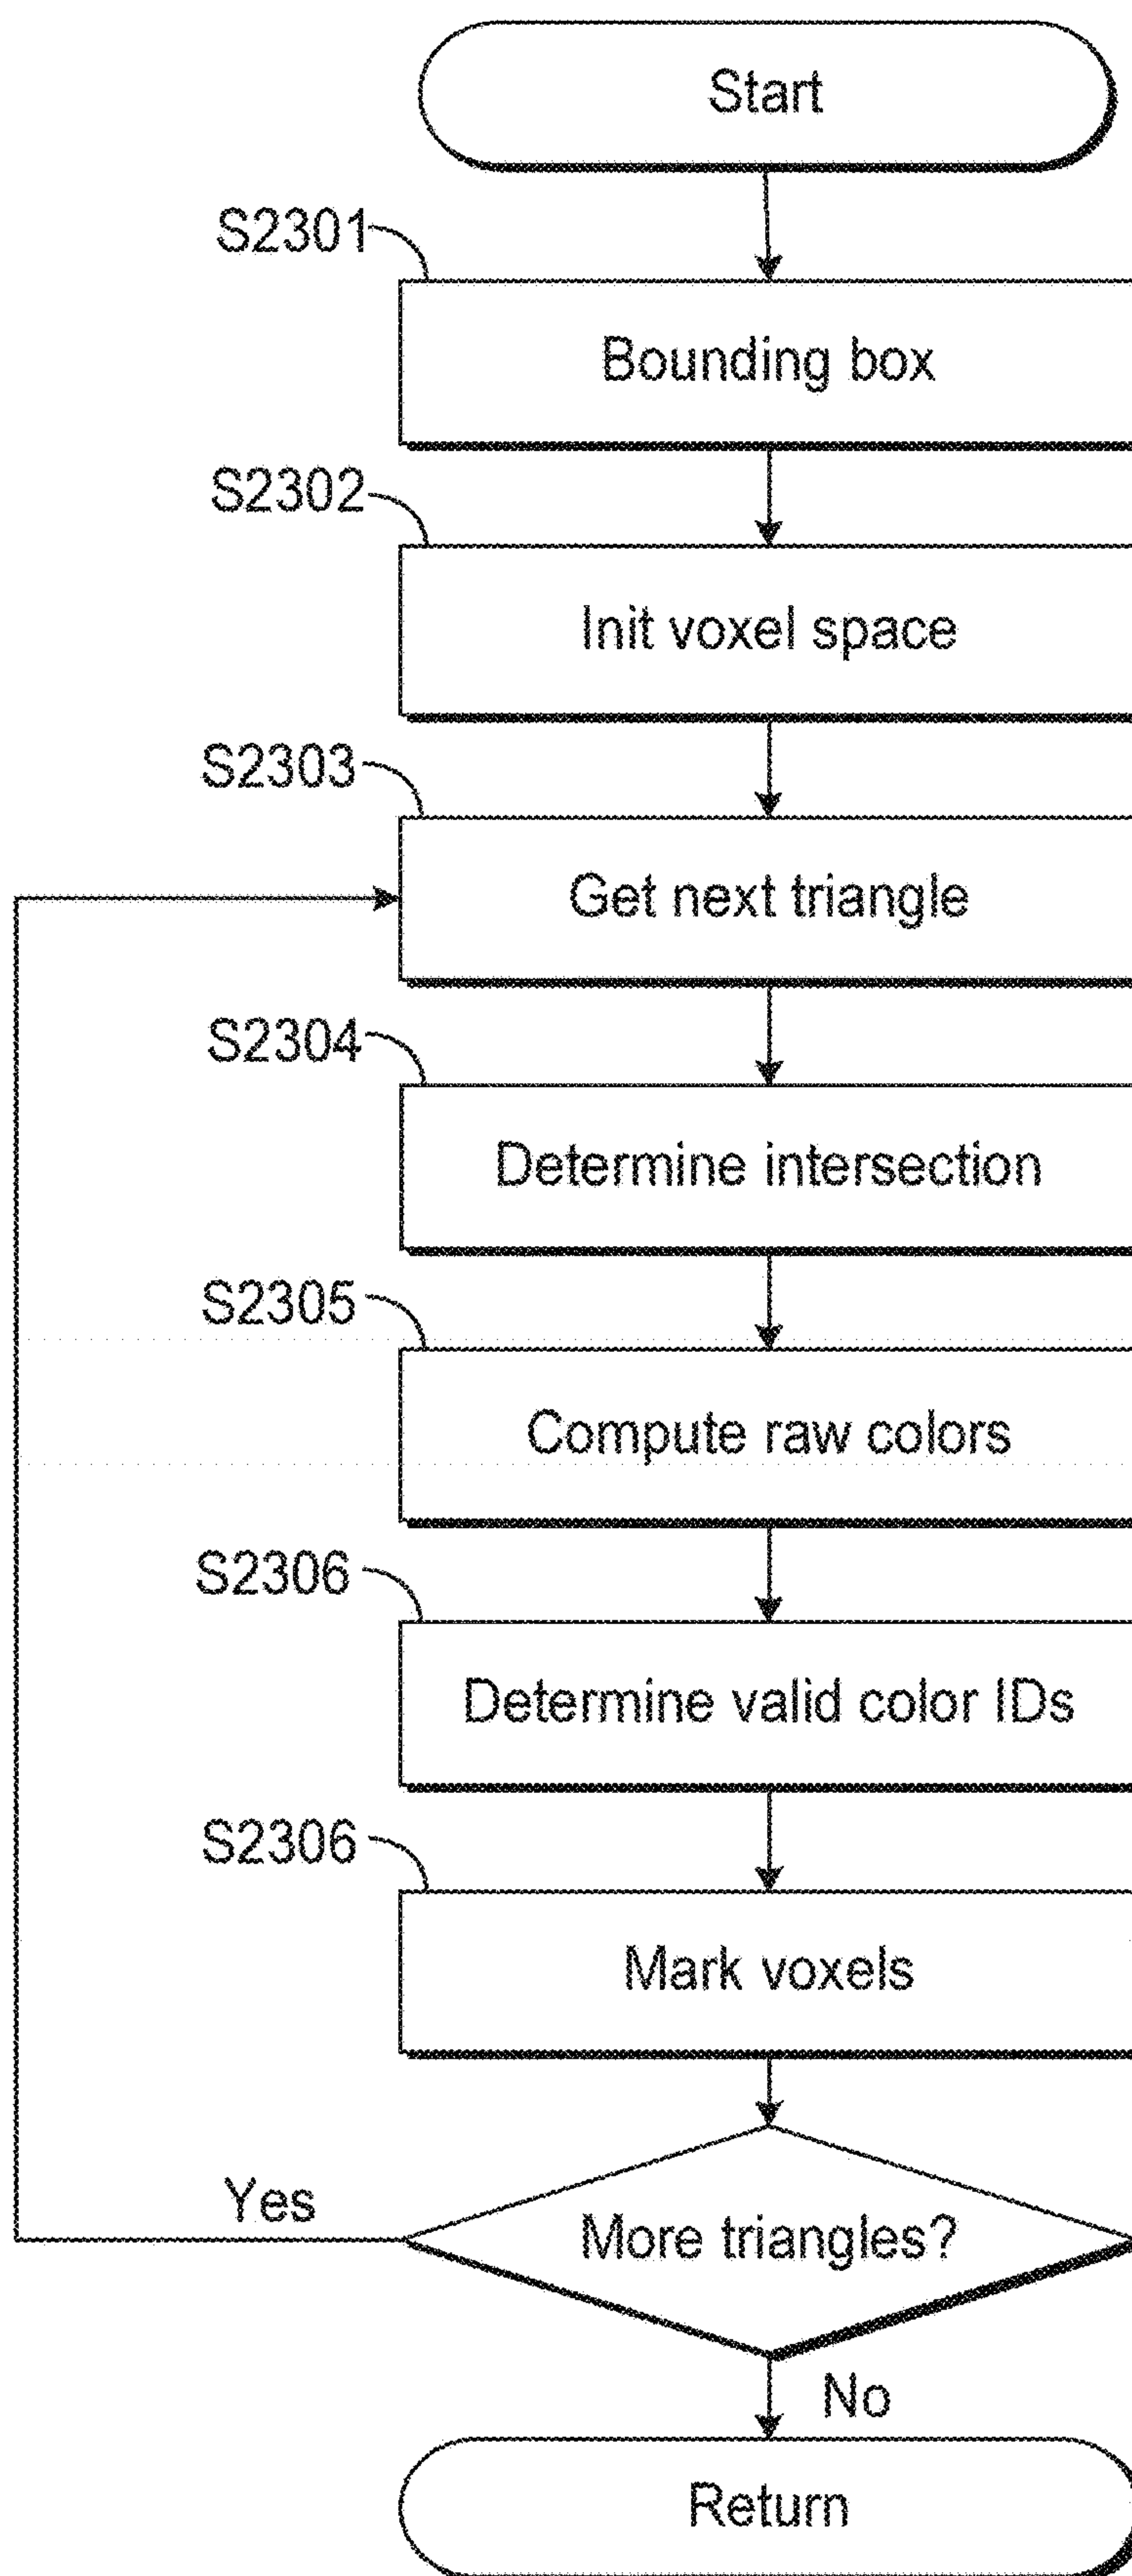 Start
S2301
Bounding box
S2302
Init voxel space
S2303
Get next triangle
S2304
Determine intersection
S2305
Compute raw colors
S2306
Determine valid color IDs
S2306
Mark voxels
Yes
More triangles?
No
Return